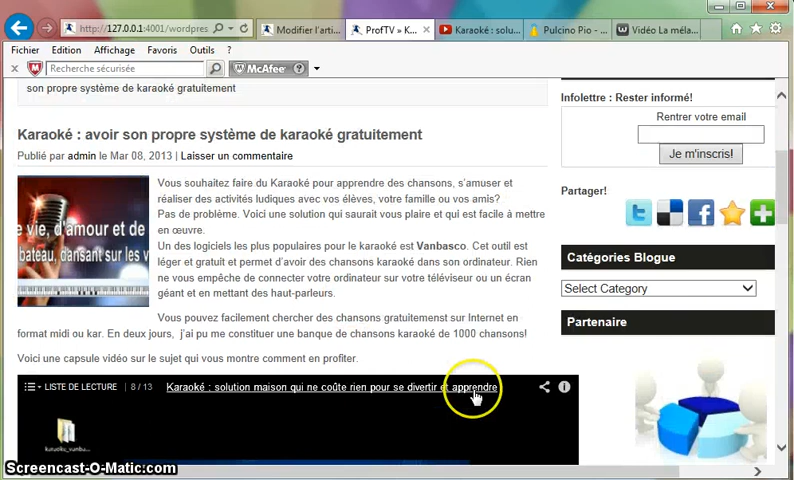 http://127.0.0.1:4001/wordpres
Modifier l'arti...
ProfTV » K...
Karaoké : solu...
Pulcino Pio - ...
Vidéo La méla...
Fichier Edition Affichage Favoris Outils ?
x Recherche sécurisée McAfee ?
son propre système de karaoké gratuitement
Karaoké : avoir son propre système de karaoké gratuitement
Publié par admin le Mar 08, 2013 | Laisser un commentaire
e vie, d'amour et de
bateau, dansant sur les v
Vous souhaitez faire du Karaoké pour apprendre des chansons, s'amuser et
réaliser des activités ludiques avec vos élèves, votre famille ou vos amis?
Pas de problème. Voici une solution qui saurait vous plaire et qui est facile à mettre
en œuvre.
Un des logiciels les plus populaires pour le karaoké est Vanbasco. Cet outil est
léger et gratuit et permet d'avoir des chansons karaoké dans son ordinateur. Rien
ne vous empêche de connecter votre ordinateur sur votre téléviseur ou un écran
géant et en mettant des haut-parleurs.
Vous pouvez facilement chercher des chansons gratuitemenst sur Internet en
format midi ou kar. En deux jours, j'ai pu me constituer une banque de chansons karaoké de 1000 chansons!
Voici une capsule vidéo sur le sujet qui vous montre comment en profiter.
LISTE DE LECTURE | 8 / 13 Karaoké : solution maison qui ne coûte rien pour se divertir et apprendre
karaoku_vanbu...
Infolettre : Rester informé!
Rentrer votre email
Je m'inscris!
Partager!
Catégories Blogue
Select Category
Partenaire
Screencast-O-Matic.com